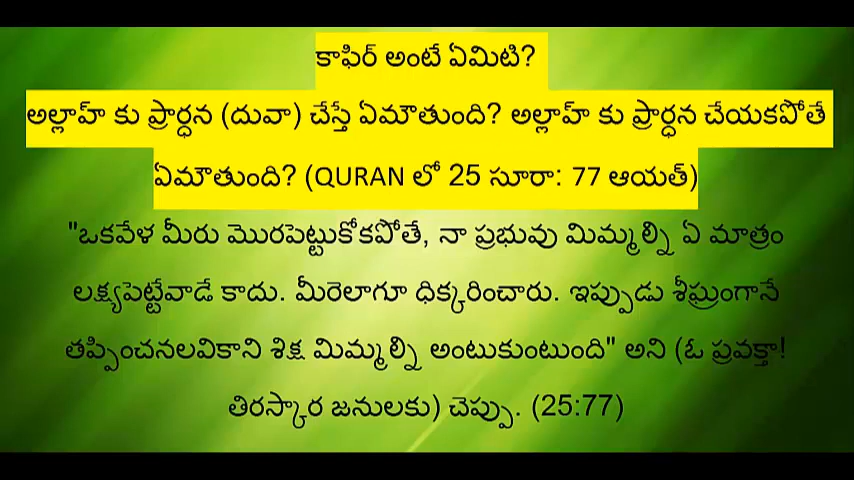 కాఫిర్ అంటే ఏమిటి?
అల్లాహ్ కు ప్రార్ధన (దువా) చేస్తే ఏమౌతుంది? అల్లాహ్ కు ప్రార్ధన చేయకపోతే
ఏమౌతుంది? (QURAN లో 25 సూరా: 77 ఆయత్)
"ఒకవేళ మీరు మొరపెట్టుకోకపోతే, నా ప్రభువు మిమ్మల్ని ఏ మాత్రం
లక్ష్యపెట్టేవాడే కాదు. మీరెలాగూ ధిక్కరించారు. ఇప్పుడు శీఘ్రంగానే
తప్పించనలవికాని శిక్ష మిమ్మల్ని అంటుకుంటుంది" అని (ఓ ప్రవక్తా!
తిరస్కార జనులకు) చెప్పు. (25:77)